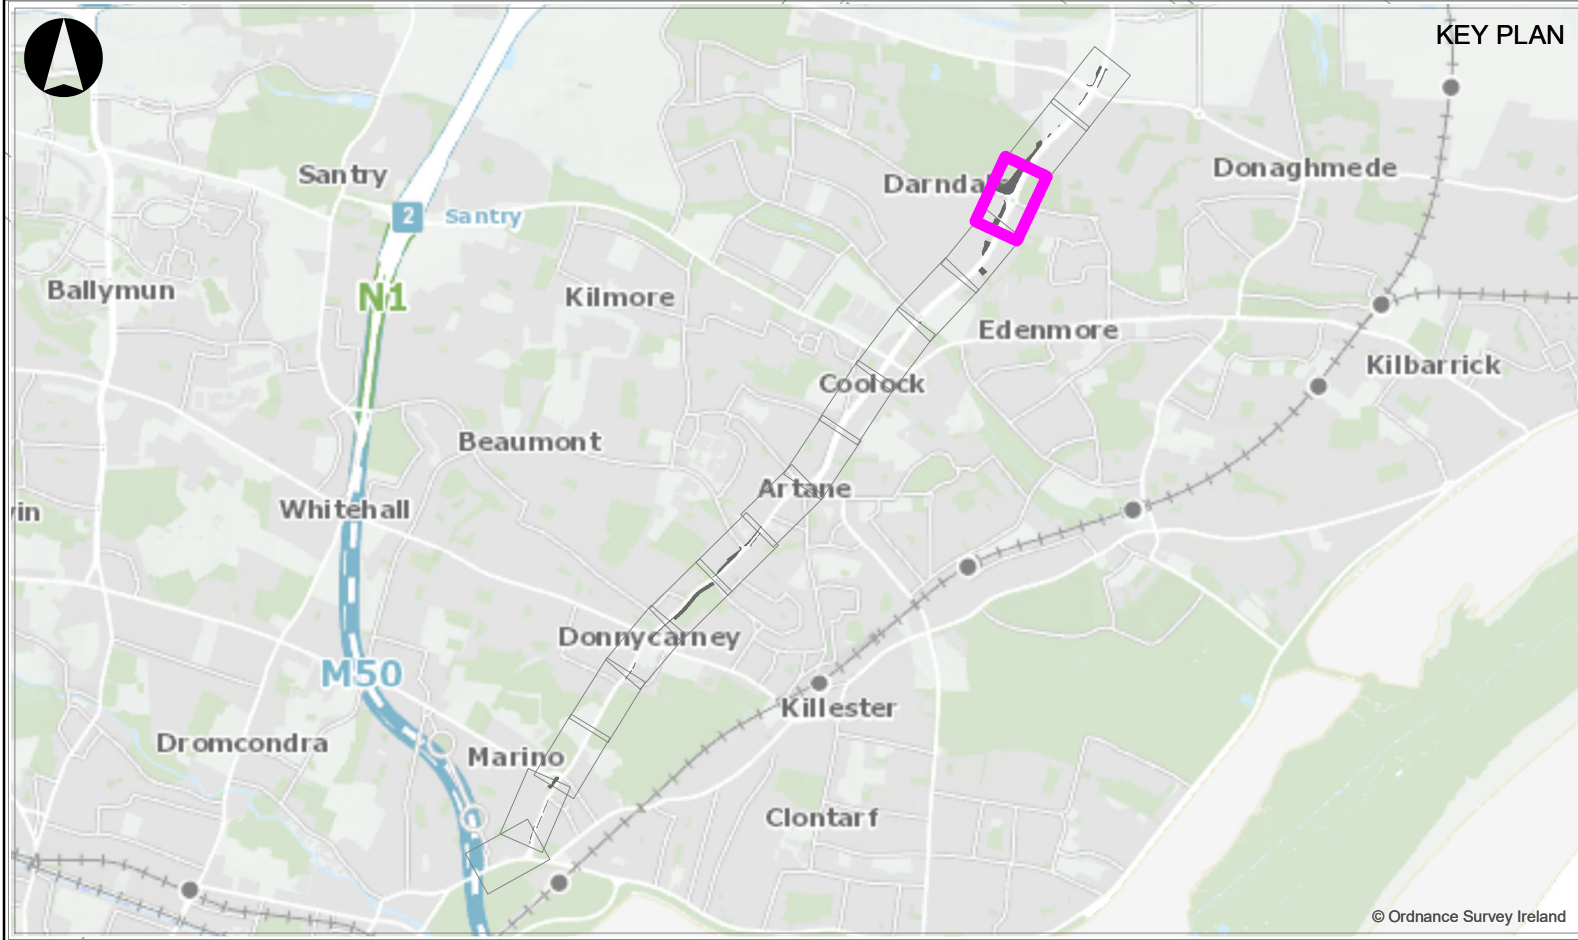 KEY PLAN
Santry
Donaghmede
2
Santry
Ballymun
N1
Kilmore
Edenmore
Kilbarrick
Coolock
Beaumont
Artane
Whitehall
vin
Donnycarney
M50
Killester
Dromcondra
Marino
Clontarf
© Ordnance Survey Ireland